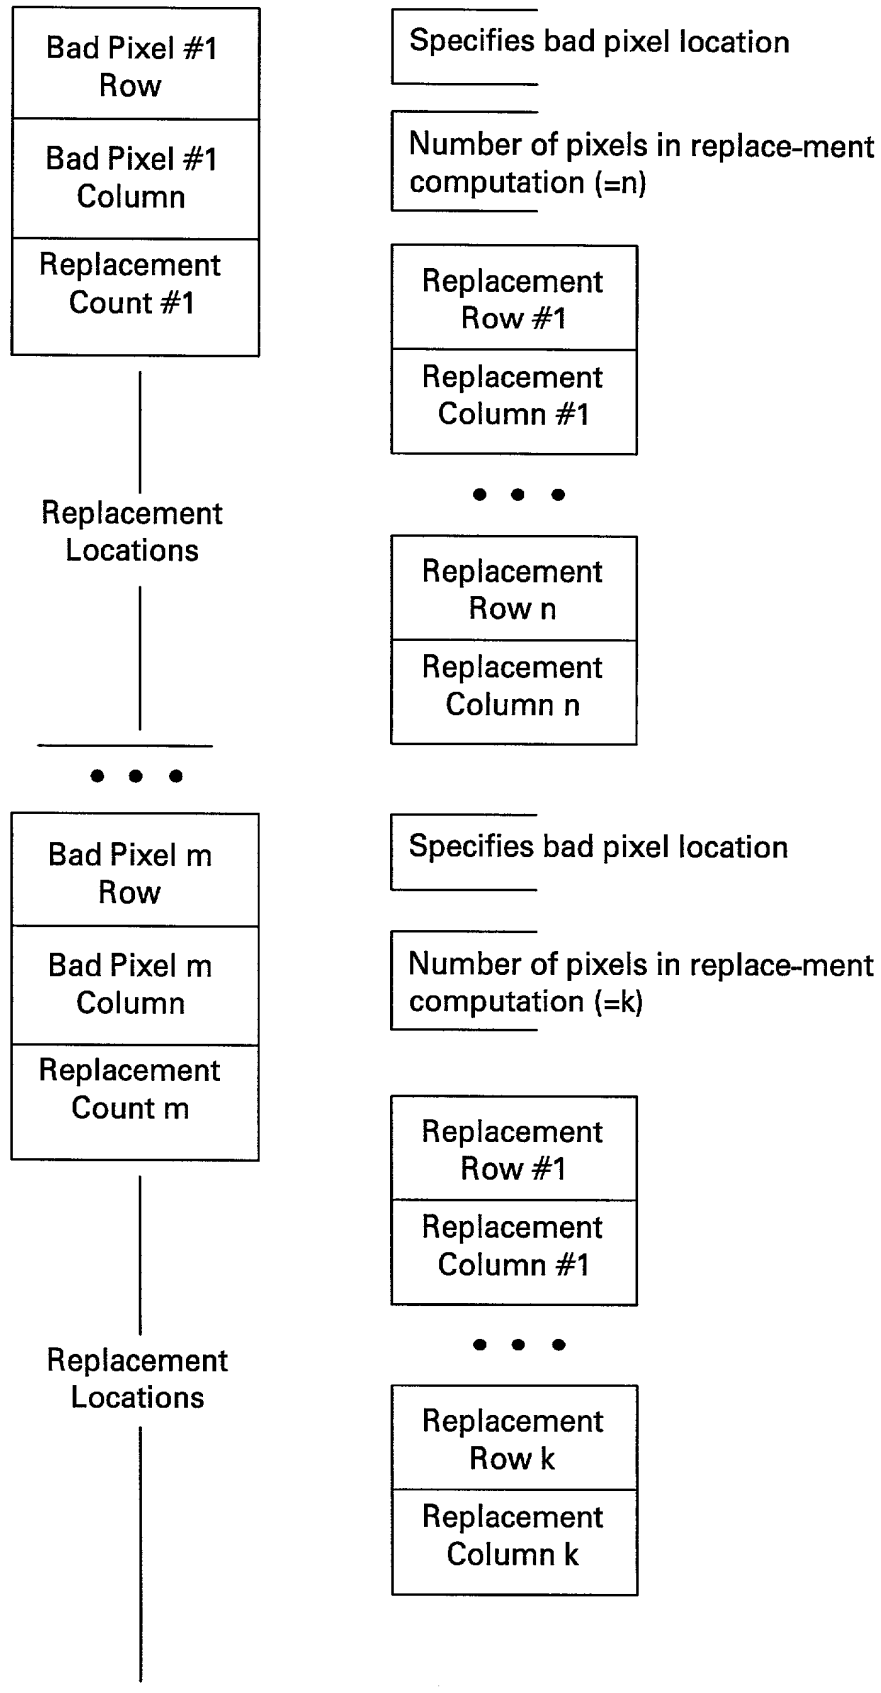 Bad Pixel #1
Row
Specifies bad pixel location
Bad Pixel #1
Column
Number of pixels in replace-ment
computation (=n)
Replacement
Count #1
Replacement
Row #1
Replacement
Column #1
• • •
Replacement
Locations
Replacement
Row n
Replacement
Column n
• • •
Bad Pixel m
Row
Specifies bad pixel location
Bad Pixel m
Column
Number of pixels in replace-ment
computation (=k)
Replacement
Count m
Replacement
Row #1
Replacement
Column #1
• • •
Replacement
Locations
Replacement
Row k
Replacement
Column k